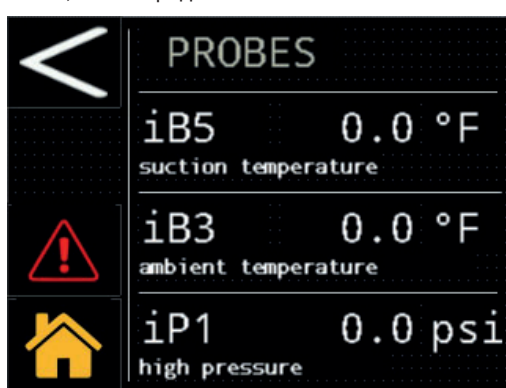 PROBES
iB5 0.0 °F
suction temperature
iB3 0.0 °F
ambient temperature
iP1 0.0 psi
high pressure